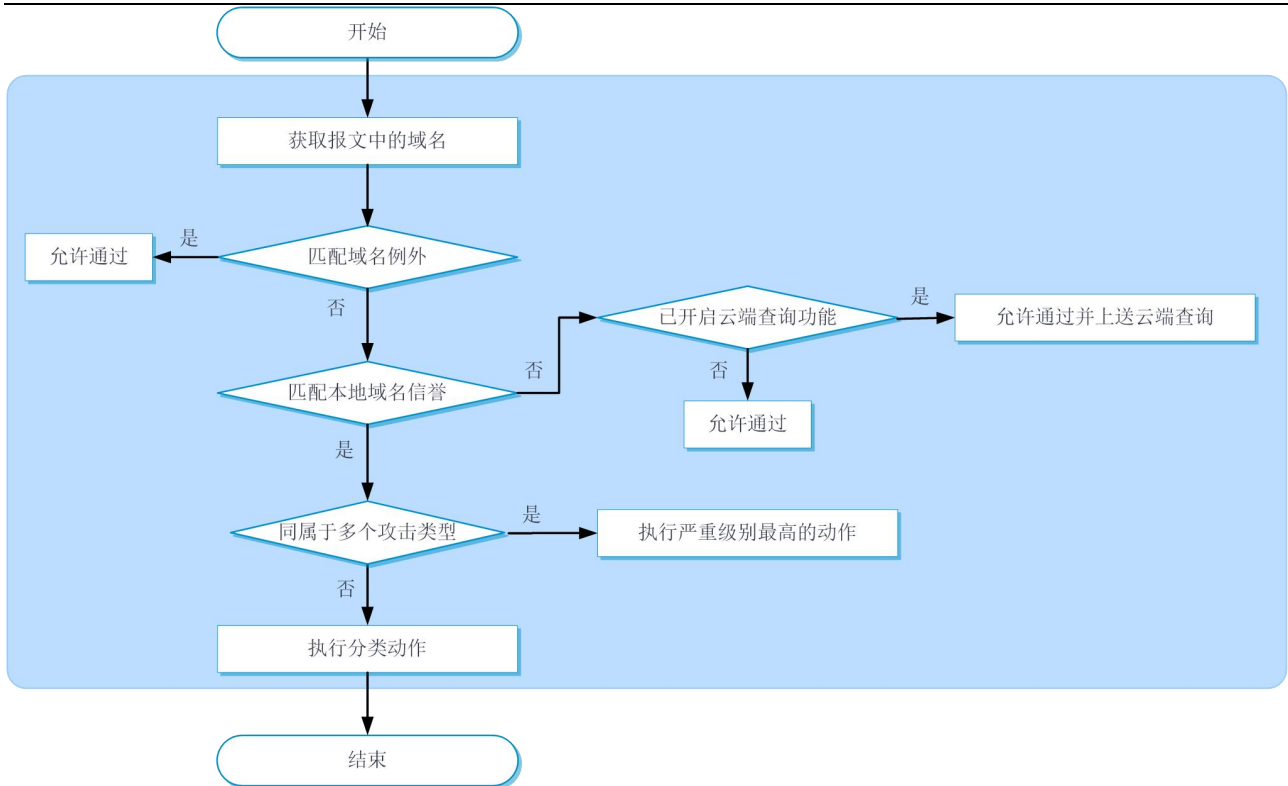 开始
获取报文中的域名
匹配域名例外
是
允许通过
否
匹配本地域名信誉
否
已开启云端查询功能
是
允许通过并上送云端查询
否
允许通过
是
同属于多个攻击类型
是
执行严重级别最高的动作
否
执行分类动作
结束